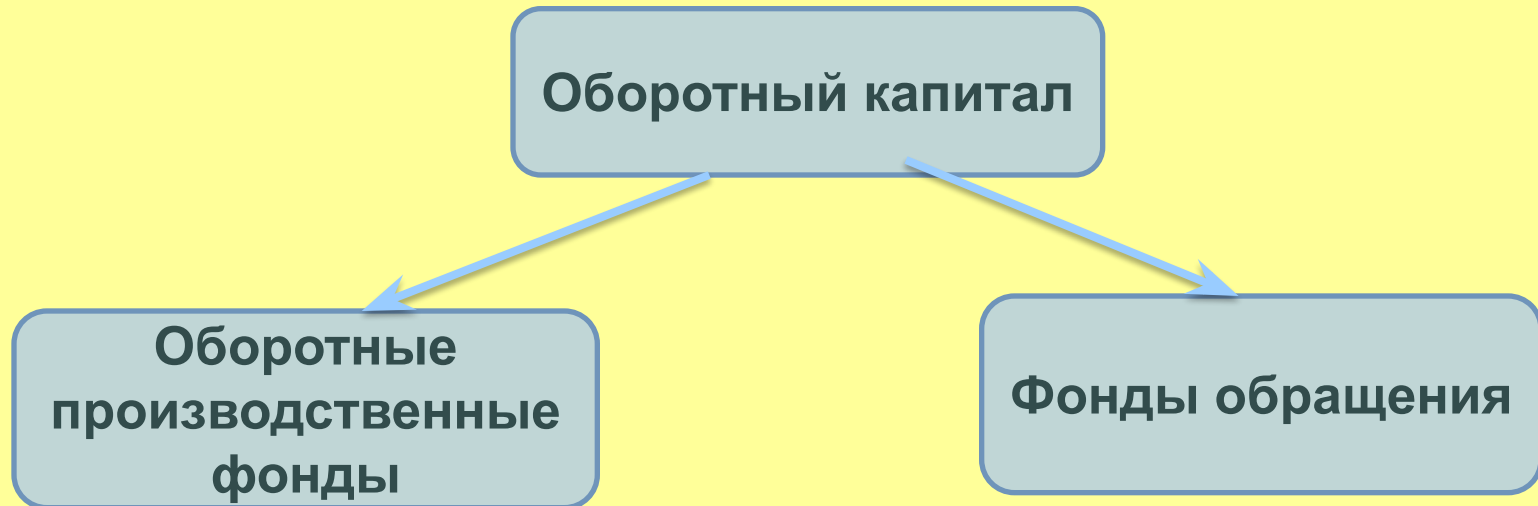 Оборотный капитал
Оборотные
производственные
фонды
Фонды обращения